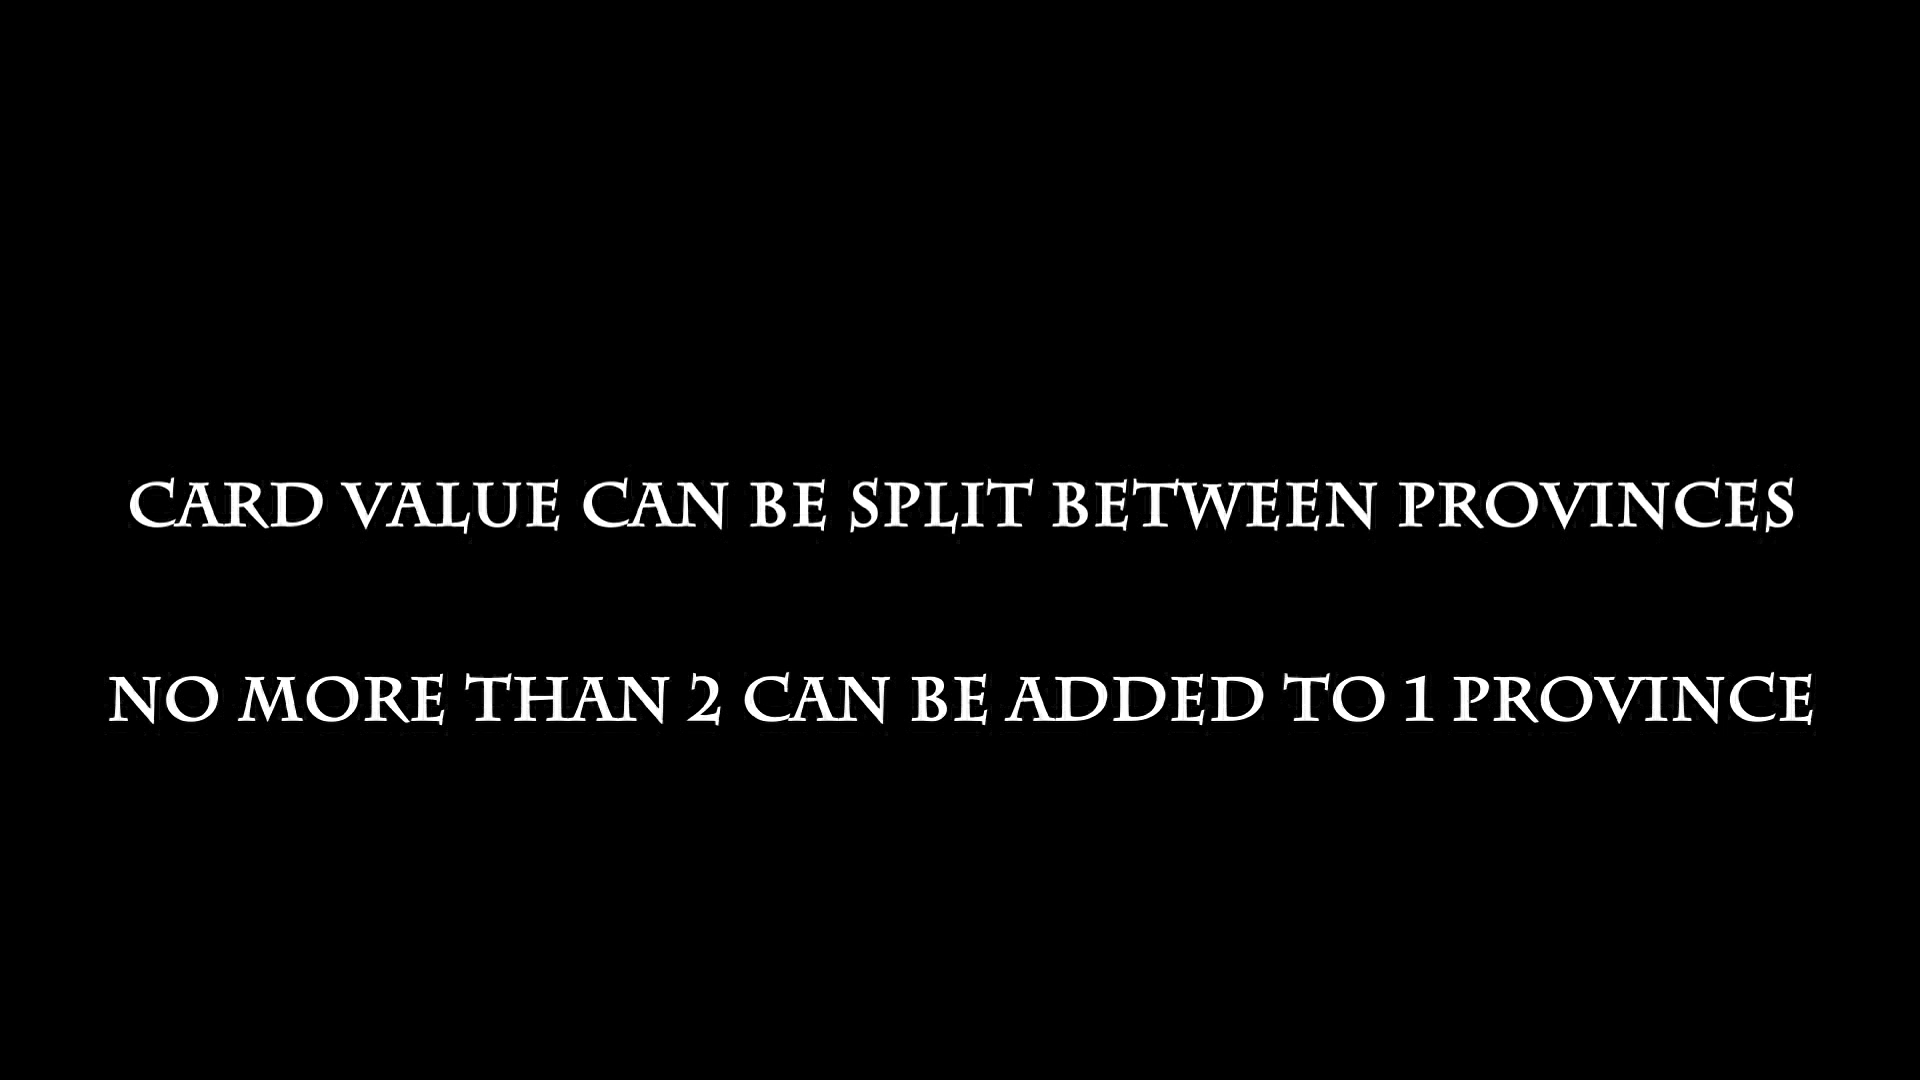 CARD VALUE CAN BE SPLIT BETWEEN PROVINCES
NO MORE THAN 2 CAN BE ADDED TO 1 PROVINCE